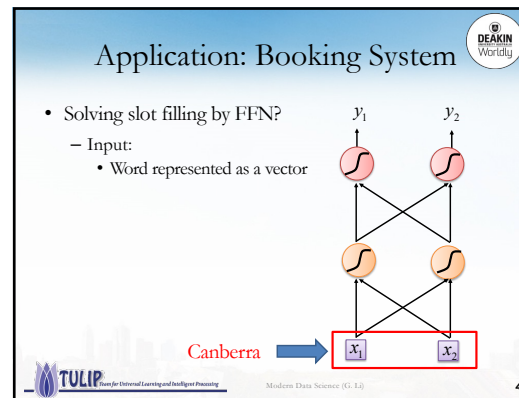 Application: Booking System
DEAKIN
Worldly
• Solving slot filling by FFN?
– Input:
• Word represented as a vector
y1 y2
Canberra x1 x2
TULIP Team for Universal Learning and Intelligent Processing
Modern Data Science (G. Li)
4